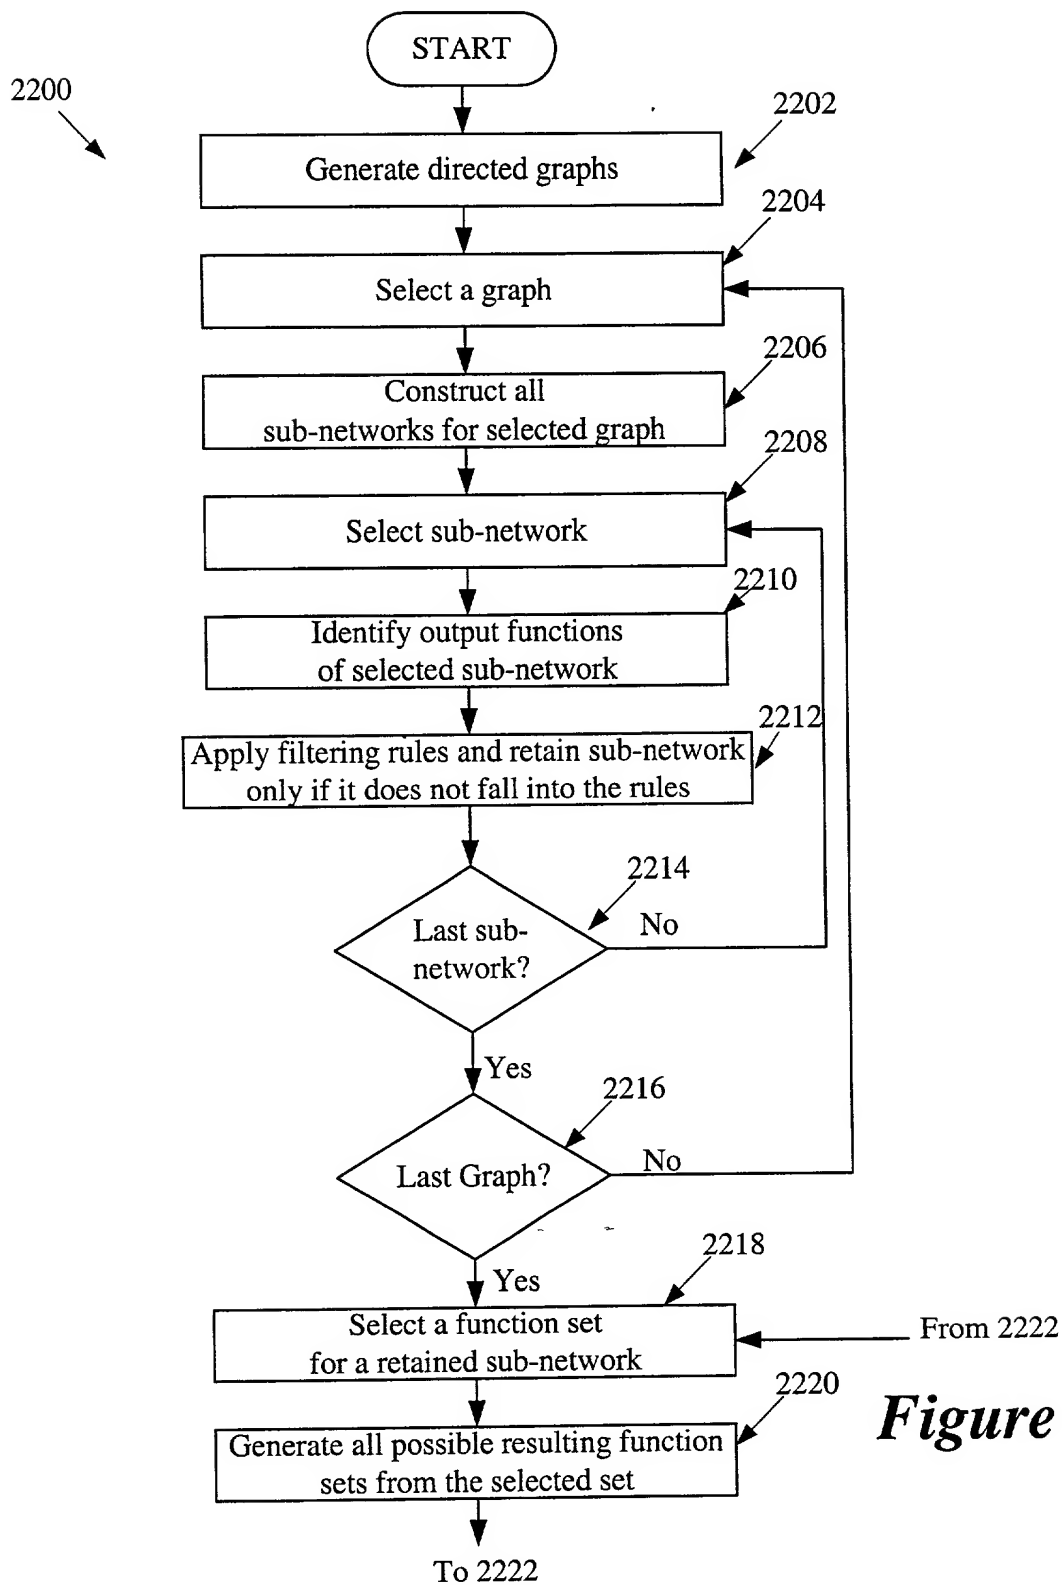 START
2200
2202
Generate directed graphs
2204
Select a graph
2206
Construct all
sub-networks for selected graph
2208
Select sub-network
2210
Identify output functions
of selected sub-network
2212
Apply filtering rules and retain sub-network
only if it does not fall into the rules
2214
No
Last sub-
network?
Yes
2216
No
Last Graph?
Yes
2218
Select a function set
for a retained sub-network
From 2222
2220
Figure
Generate all possible resulting function
sets from the selected set
To 2222